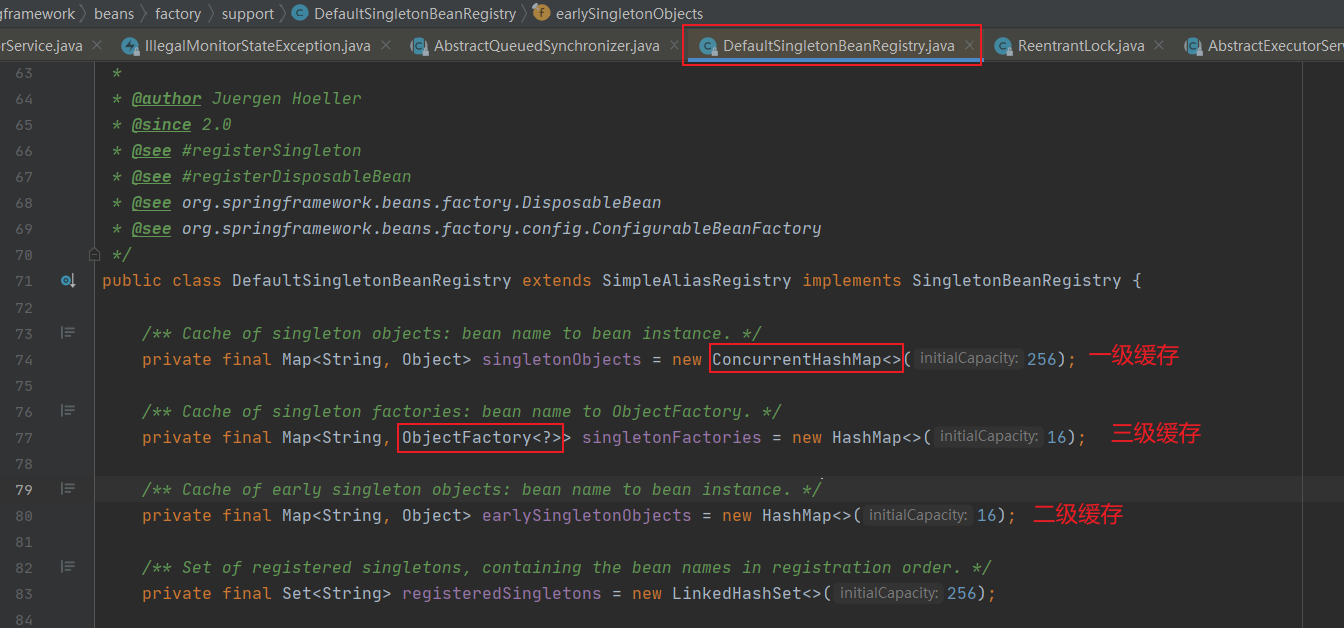 gframework beans factory support DefaultSingletonBeanRegistry earlySingletonObjects
rService.java IllegalMonitorStateException.java AbstractQueuedSynchronizer.java DefaultSingletonBeanRegistry.java ReentrantLock.java AbstractExecutorSer
63 *
64 * @author Juergen Hoeller
65 * @since 2.0
66 * @see #registerSingleton
67 * @see #registerDisposableBean
68 * @see org.springframework.beans.factory.DisposableBean
69 * @see org.springframework.beans.factory.config.ConfigurableBeanFactory
70 */
71 public class DefaultSingletonBeanRegistry extends SimpleAliasRegistry implements SingletonBeanRegistry {
72
73 /** Cache of singleton objects: bean name to bean instance. */
74 private final Map<String, Object> singletonObjects = new ConcurrentHashMap<>( initialCapacity: 256); 一级缓存
75
76 /** Cache of singleton factories: bean name to ObjectFactory. */
77 private final Map<String, ObjectFactory<?>> singletonFactories = new HashMap<>( initialCapacity: 16); 三级缓存
78
79 /** Cache of early singleton objects: bean name to bean instance. */
80 private final Map<String, Object> earlySingletonObjects = new HashMap<>( initialCapacity: 16); 二级缓存
81
82 /** Set of registered singletons, containing the bean names in registration order. */
83 private final Set<String> registeredSingletons = new LinkedHashSet<>( initialCapacity: 256);
84